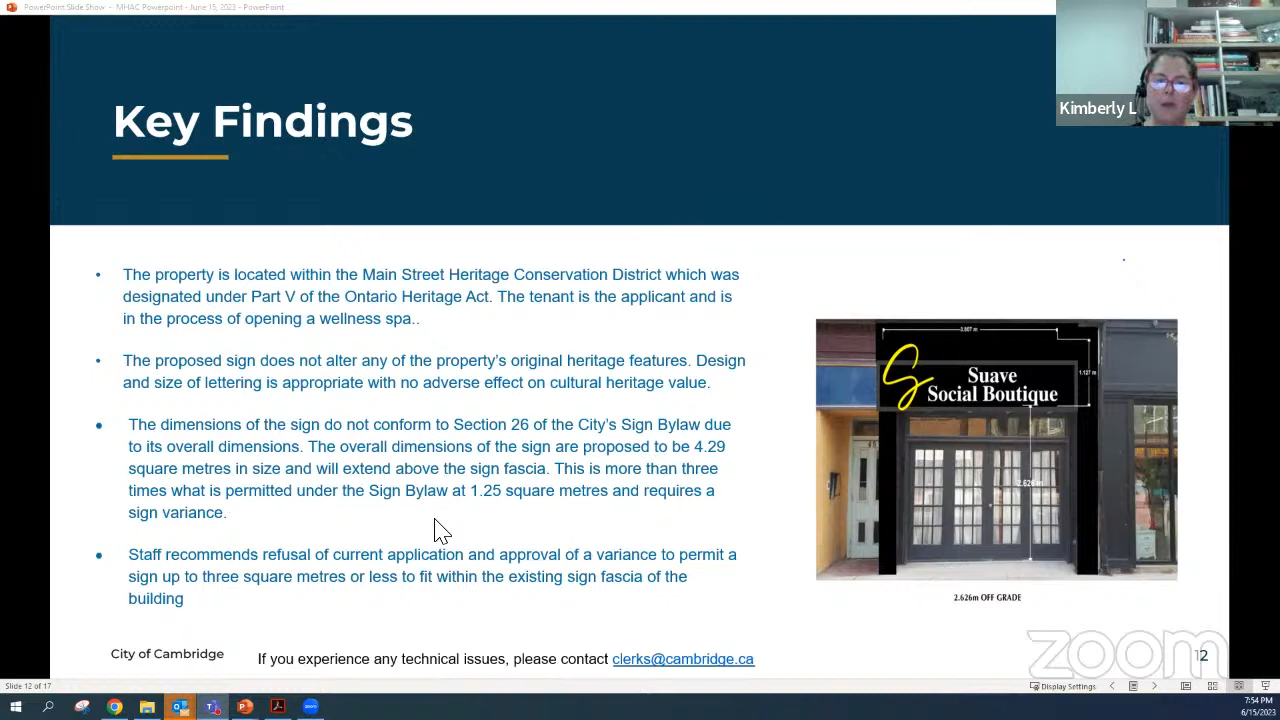 PowerPoint Slide Show - MHAC Powerpoint - June 15, 2023 - PowerPoint
Kimberly L
Key Findings
• The property is located within the Main Street Heritage Conservation District which was
designated under Part V of the Ontario Heritage Act. The tenant is the applicant and is
in the process of opening a wellness spa..
• The proposed sign does not alter any of the property's original heritage features. Design
and size of lettering is appropriate with no adverse effect on cultural heritage value.
• The dimensions of the sign do not conform to Section 26 of the City's Sign Bylaw due
to its overall dimensions. The overall dimensions of the sign are proposed to be 4.29
square metres in size and will extend above the sign fascia. This is more than three
times what is permitted under the Sign Bylaw at 1.25 square metres and requires a
sign variance.
• Staff recommends refusal of current application and approval of a variance to permit a
sign up to three square metres or less to fit within the existing sign fascia of the
building
3.807 m
1.127 m
S
Suave
Social Boutique
2.626 m
2.626m OFF GRADE
City of Cambridge
If you experience any technical issues, please contact clerks@cambridge.ca
zoom
12
Slide 12 of 17
Display Settings
7:54 PM
6/15/2023